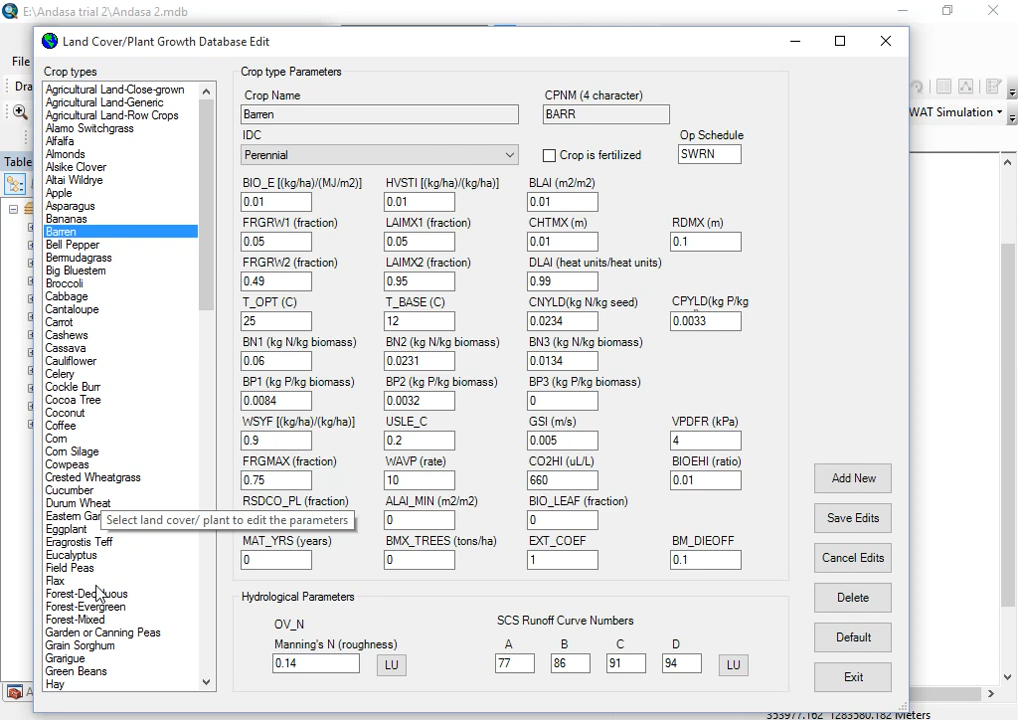 E:\Andasa trial 2\Andasa 2.mdb
Land Cover/Plant Growth Database Edit
File
Dra
WAT Simulation
Table
Crop types
Agricultural Land-Close-grown
Agricultural Land-Generic
Agricultural Land-Row Crops
Alamo Switchgrass
Alfalfa
Almonds
Alsike Clover
Altai Wildrye
Apple
Asparagus
Bananas
Barren
Bell Pepper
Bermudagrass
Big Bluestem
Broccoli
Cabbage
Cantaloupe
Carrot
Cashews
Cassava
Cauliflower
Celery
Cockle Burr
Cocoa Tree
Coconut
Coffee
Corn
Corn Silage
Cowpeas
Crested Wheatgrass
Cucumber
Durum Wheat
Eastern Gam
Eggplant
Eragrostis Teff
Eucalyptus
Field Peas
Flax
Forest-Deciduous
Forest-Evergreen
Forest-Mixed
Garden or Canning Peas
Grain Sorghum
Garigue
Green Beans
Hay
Select land cover/ plant to edit the parameters
Crop type Parameters
Crop Name
CPNM (4 character)
Barren
BARR
IDC
Op Schedule
Perennial
Crop is fertilized
SWRN
BIO_E [(kg/ha)/(MJ/m2)]
HVSTI [(kg/ha)/(kg/ha)]
BLAI (m2/m2)
0.01
0.01
0.01
FRGRW1 (fraction)
LAIMX1 (fraction)
CHTMX (m)
RDMX (m)
0.05
0.05
0.01
0.1
FRGRW2 (fraction)
LAIMX2 (fraction)
DLAI (heat units/heat units)
0.49
0.95
0.99
T_OPT (C)
T_BASE (C)
CNYLD(kg N/kg seed)
CPYLD(kg P/kg
25
12
0.0234
0.0033
BN1 (kg N/kg biomass)
BN2 (kg N/kg biomass)
BN3 (kg N/kg biomass)
0.06
0.0231
0.0134
BP1 (kg P/kg biomass)
BP2 (kg P/kg biomass)
BP3 (kg P/kg biomass)
0.0084
0.0032
0
WSYF [(kg/ha)/(kg/ha)]
USLE_C
GSI (m/s)
VPDFR (kPa)
0.9
0.2
0.005
4
FRGMAX (fraction)
WAVP (rate)
CO2HI (uL/L)
BIOEHI (ratio)
0.75
10
660
0.01
RSDCO_PL (fraction)
ALAI_MIN (m2/m2)
BIO_LEAF (fraction)
0
0
MAT_YRS (years)
BMX_TREES (tons/ha)
EXT_COEF
BM_DIEOFF
0
0
1
0.1
Hydrological Parameters
OV_N
Manning's N (roughness)
0.14
LU
SCS Runoff Curve Numbers
A
B
C
D
77
86
91
94
LU
Add New
Save Edits
Cancel Edits
Delete
Default
Exit
353977.162 1283580.182 Meters